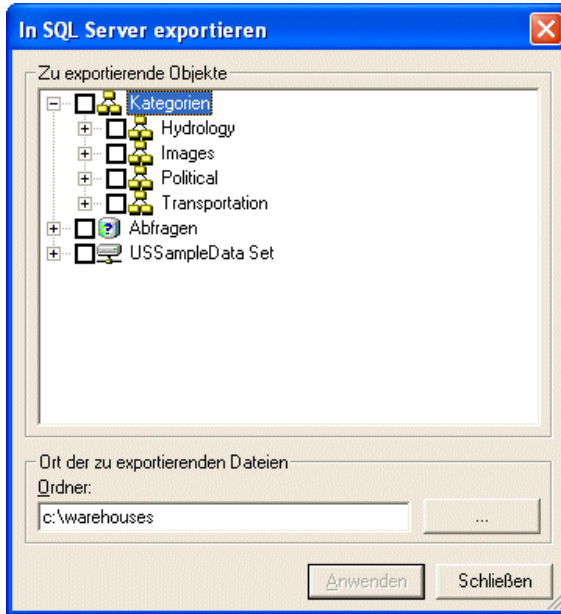 In SQL Server exportieren
Zu exportierende Objekte
Kategorien
Hydrology
Images
Political
Transportation
Abfragen
USSampleData Set
Ort der zu exportierenden Dateien
Ordner:
c:\warehouses
...
Anwenden
Schließen